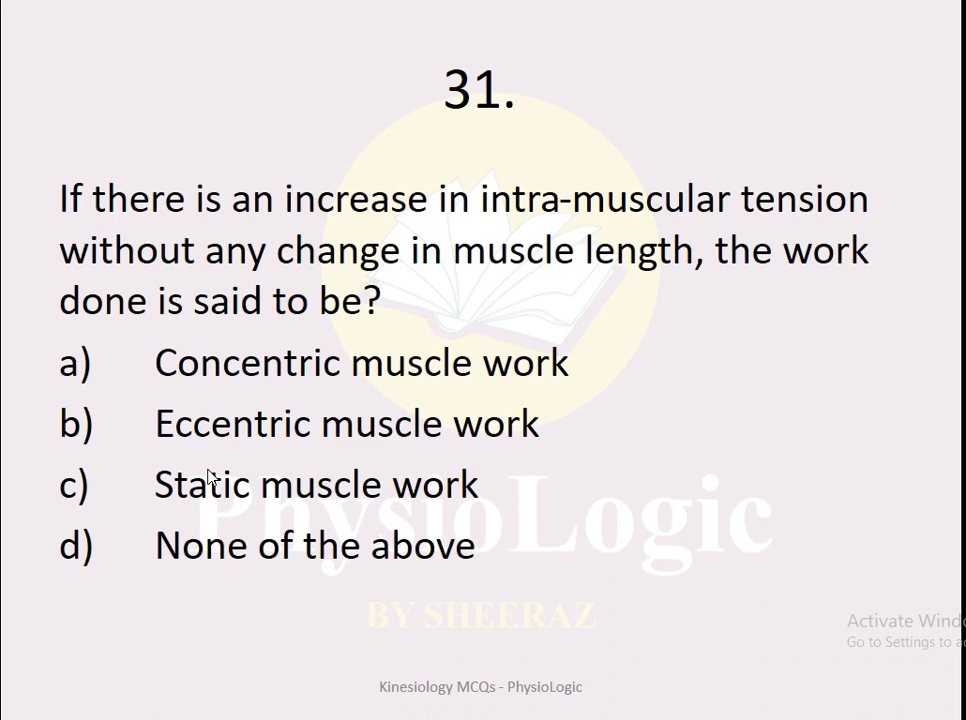 31.
If there is an increase in intra-muscular tension
without any change in muscle length, the work
done is said to be?
a) Concentric muscle work
b) Eccentric muscle work
c) Static muscle work
d) None of the above
PhysioLogic
BY SHEERAZ
Activate Wind
Go to Settings to a
Kinesiology MCQs - PhysioLogic